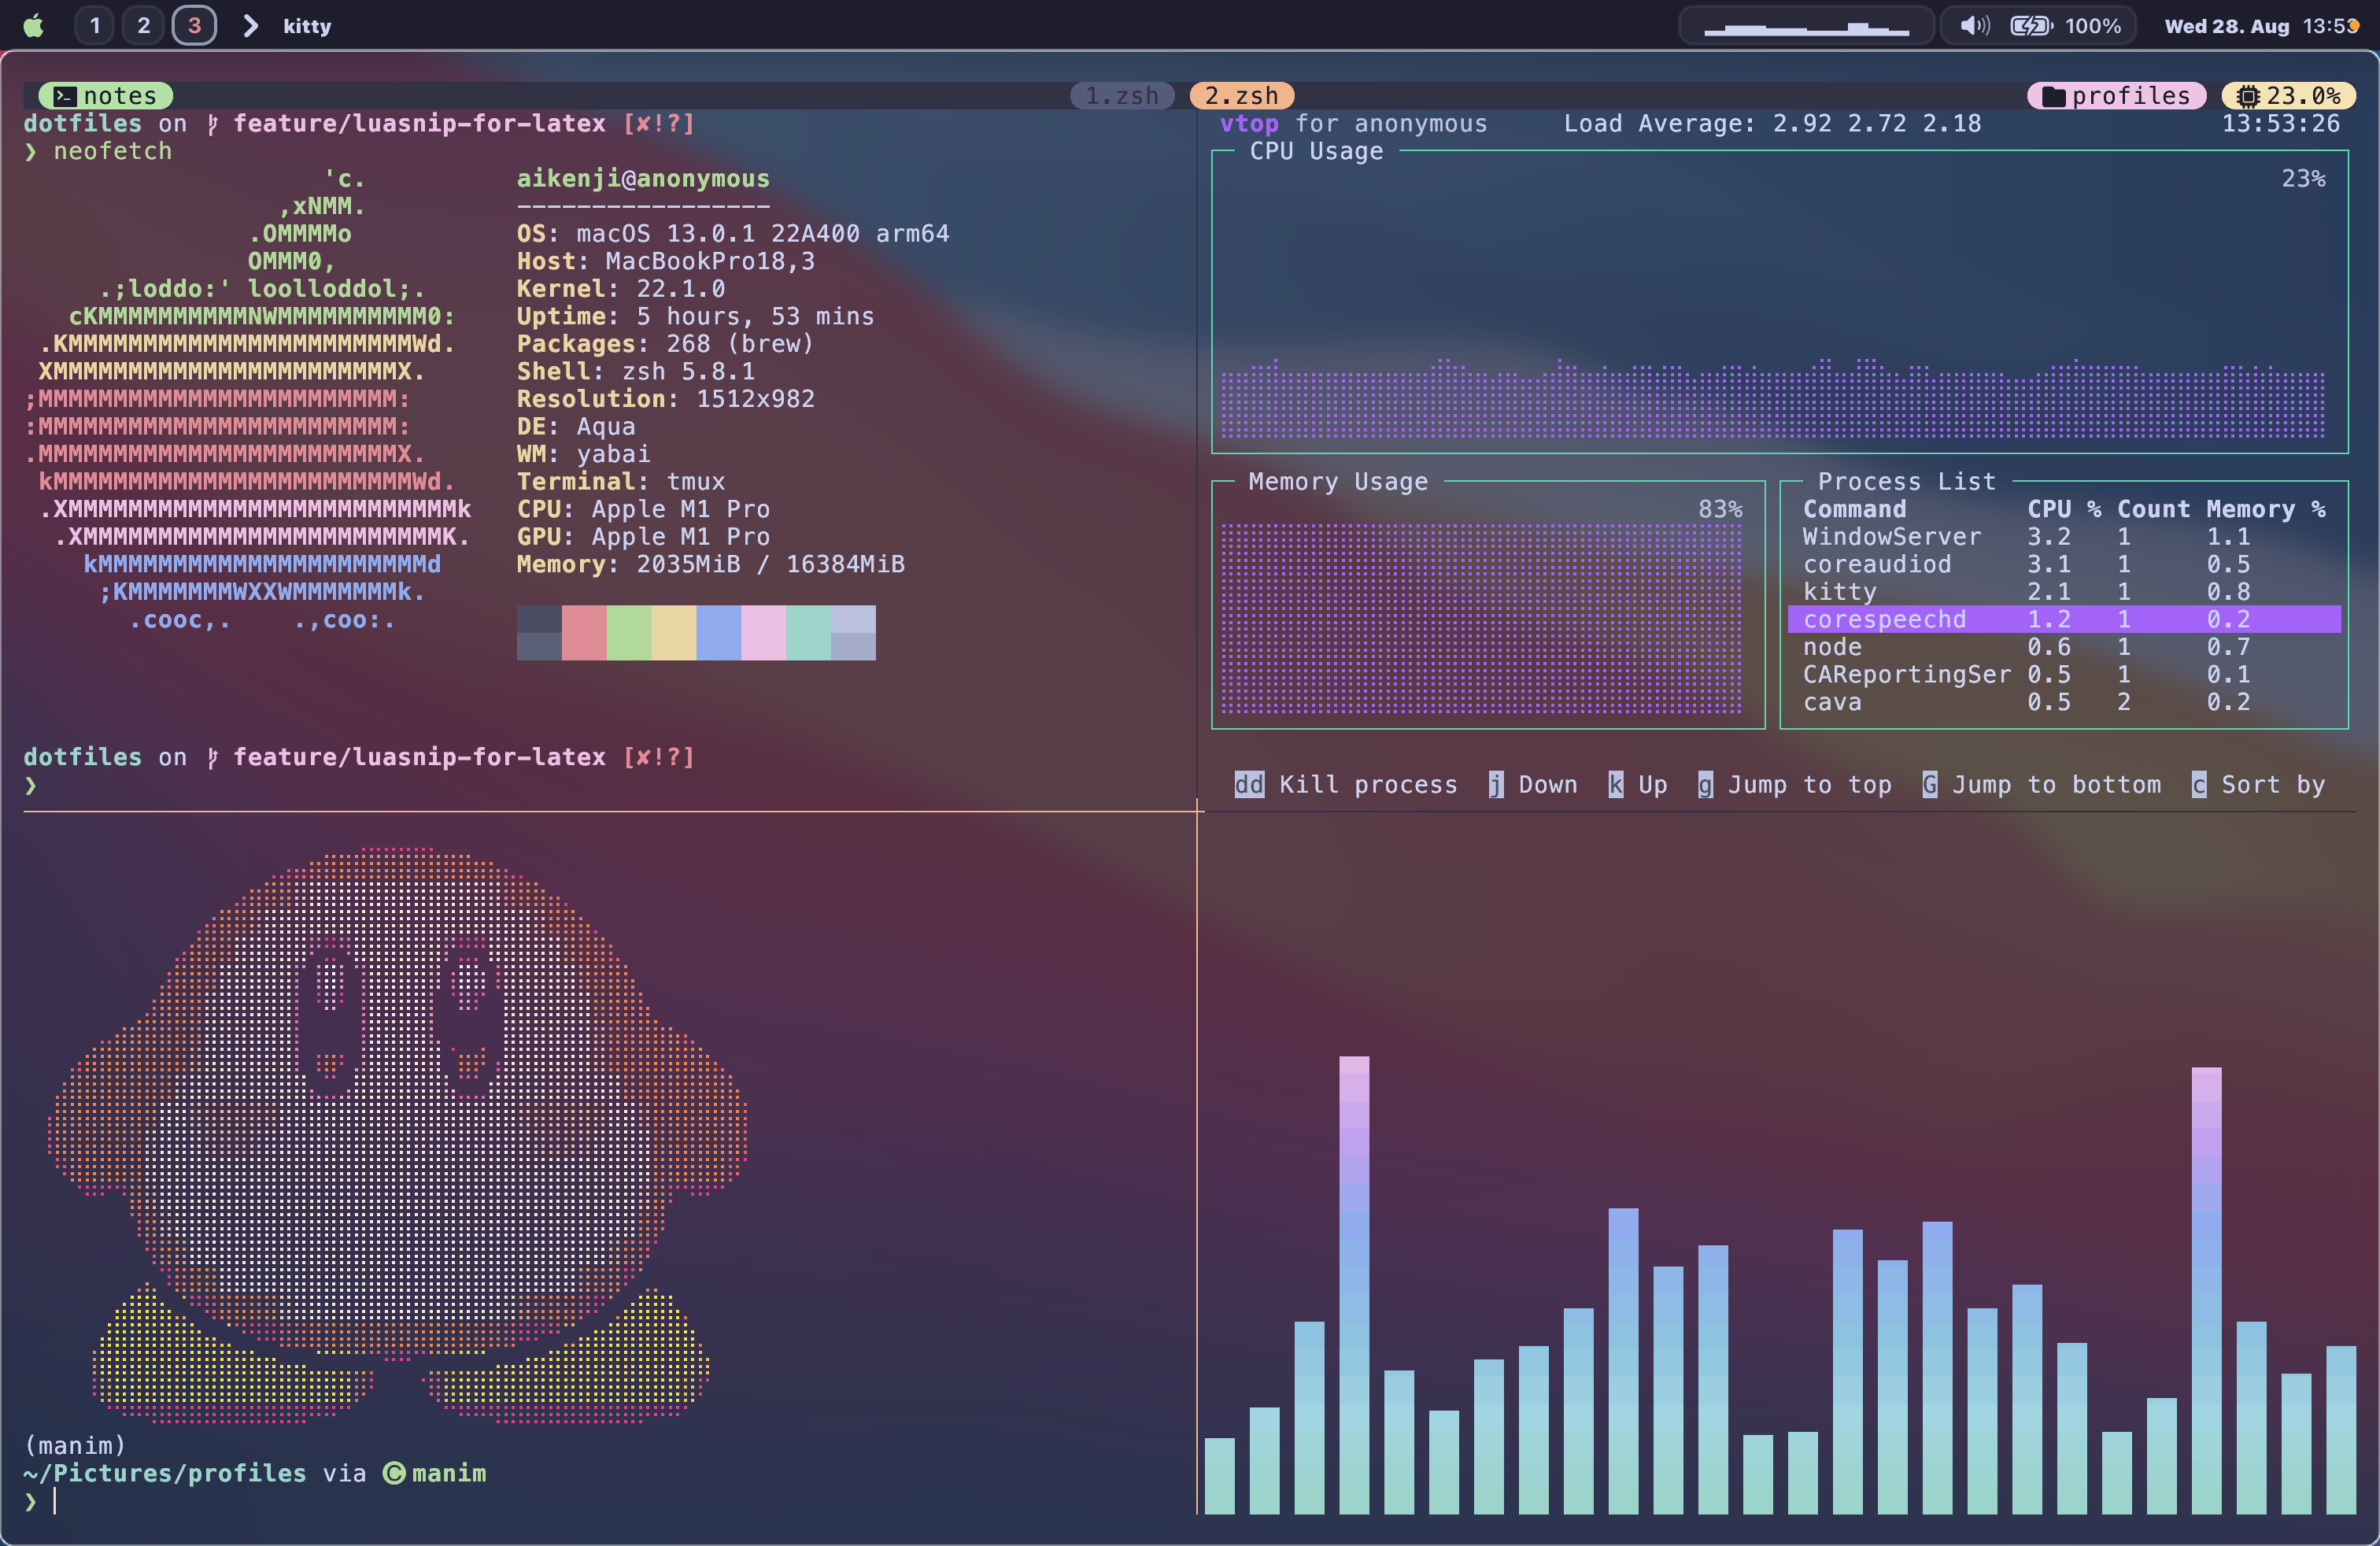 1 2 3 kitty 100% Wed 28. Aug 13:53
notes 1.zsh 2.zsh profiles 23.0%
dotfiles on feature/luasnip-for-latex [✘!?]
❯ neofetch
'c.
,xNMM.
.OMMMMo
OMMM0,
.;loddo:' loolloddol;.
cKMMMMMMMMMMNWMMMMMMMMMM0:
.KMMMMMMMMMMMMMMMMMMMMMMMWd.
XMMMMMMMMMMMMMMMMMMMMMMMX.
;MMMMMMMMMMMMMMMMMMMMMMMM:
:MMMMMMMMMMMMMMMMMMMMMMMM:
.MMMMMMMMMMMMMMMMMMMMMMMMX.
kMMMMMMMMMMMMMMMMMMMMMMMMWd.
.XMMMMMMMMMMMMMMMMMMMMMMMMMMk
.XMMMMMMMMMMMMMMMMMMMMMMMMK.
kMMMMMMMMMMMMMMMMMMMMMMd
;KMMMMMMMWXXWMMMMMMMk.
.cooc,. .,coo:.
aikenji@anonymous
-----------------
OS: macOS 13.0.1 22A400 arm64
Host: MacBookPro18,3
Kernel: 22.1.0
Uptime: 5 hours, 53 mins
Packages: 268 (brew)
Shell: zsh 5.8.1
Resolution: 1512x982
DE: Aqua
WM: yabai
Terminal: tmux
CPU: Apple M1 Pro
GPU: Apple M1 Pro
Memory: 2035MiB / 16384MiB
dotfiles on feature/luasnip-for-latex [✘!?]
❯
vtop for anonymous Load Average: 2.92 2.72 2.18 13:53:26
CPU Usage
23%
Memory Usage
83%
Process List
Command CPU % Count Memory %
WindowServer 3.2 1 1.1
coreaudiod 3.1 1 0.5
kitty 2.1 1 0.8
corespeechd 1.2 1 0.2
node 0.6 1 0.7
CAReportingSer 0.5 1 0.1
cava 0.5 2 0.2
dd Kill process j Down k Up g Jump to top G Jump to bottom c Sort by
(manim)
~/Pictures/profiles via manim
❯